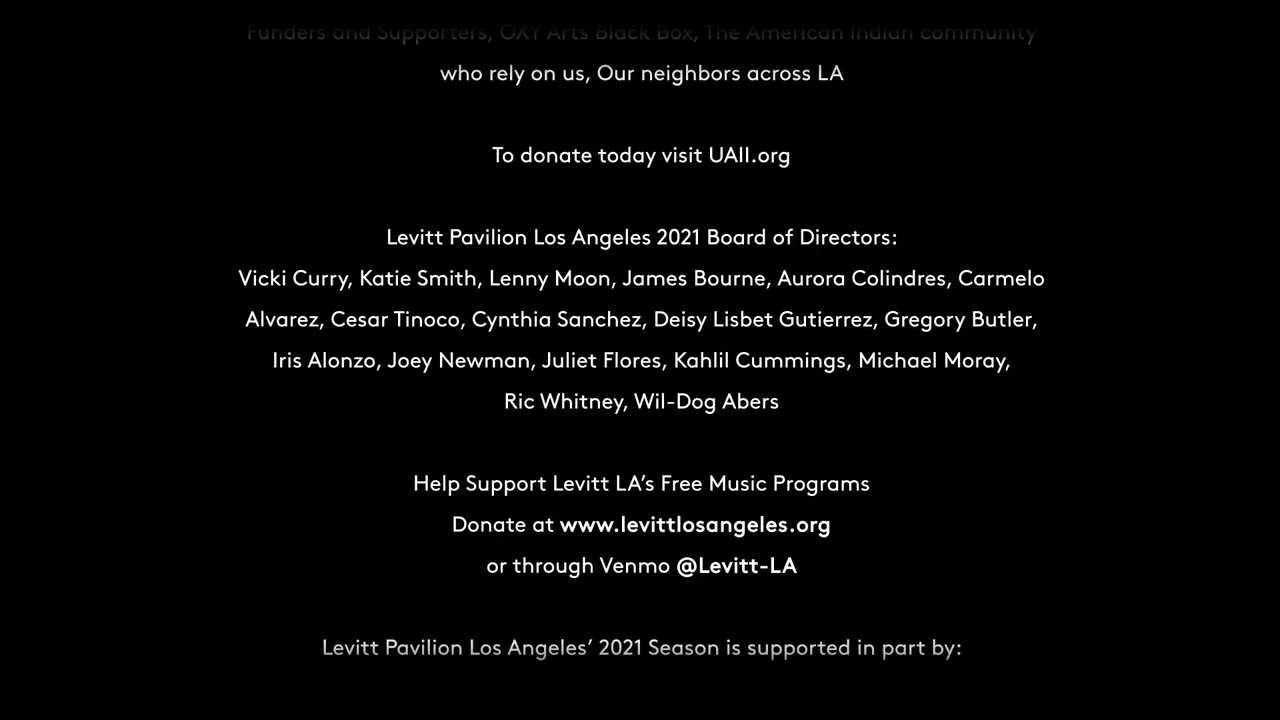 Funders and Supporters, OXY Arts Black Box, The American Indian community
who rely on us, Our neighbors across LA
To donate today visit UAII.org
Levitt Pavilion Los Angeles 2021 Board of Directors:
Vicki Curry, Katie Smith, Lenny Moon, James Bourne, Aurora Colindres, Carmelo
Alvarez, Cesar Tinoco, Cynthia Sanchez, Deisy Lisbet Gutierrez, Gregory Butler,
Iris Alonzo, Joey Newman, Juliet Flores, Kahlil Cummings, Michael Moray,
Ric Whitney, Wil-Dog Abers
Help Support Levitt LA’s Free Music Programs
Donate at www.levittlosangeles.org
or through Venmo @Levitt-LA
Levitt Pavilion Los Angeles’ 2021 Season is supported in part by: